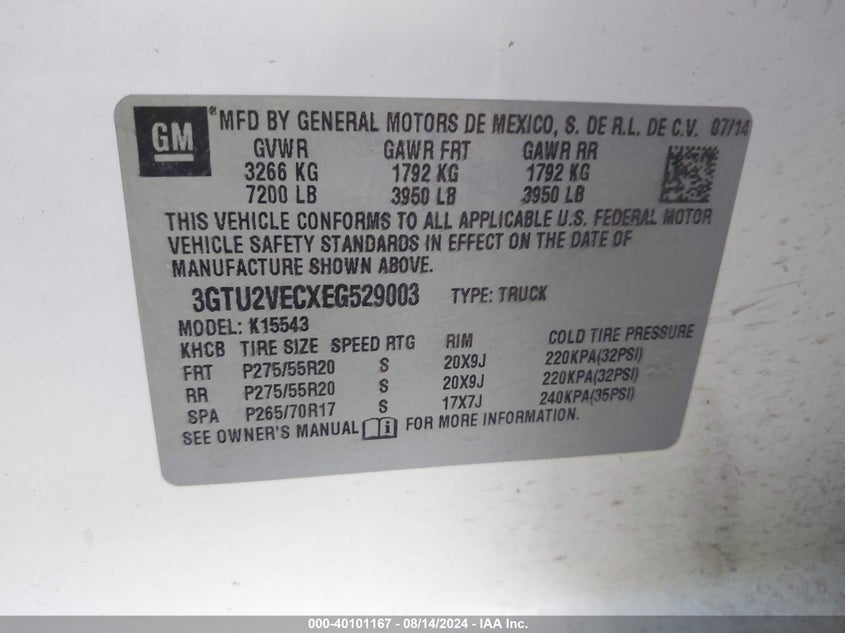 GM
® MFD BY GENERAL MOTORS DE MEXICO, S. DE R.L. DE C.V. 07/14
GVWR GAWR FRT GAWR RR
3266 KG 1792 KG 1792 KG
7200 LB 3950 LB 3950 LB
THIS VEHICLE CONFORMS TO ALL APPLICABLE U.S. FEDERAL MOTOR
VEHICLE SAFETY STANDARDS IN EFFECT ON THE DATE OF
MANUFACTURE SHOWN ABOVE.
3GTU2VECXEG529003 TYPE: TRUCK
MODEL: K15543
KHCB TIRE SIZE SPEED RTG RIM COLD TIRE PRESSURE
FRT P275/55R20 S 20X9J 220KPA(32PSI)
RR P275/55R20 S 20X9J 220KPA(32PSI)
SPA P265/70R17 S 17X7J 240KPA(35PSI)
SEE OWNER'S MANUAL FOR MORE INFORMATION.
000-40101167 - 08/14/2024 - IAA Inc.